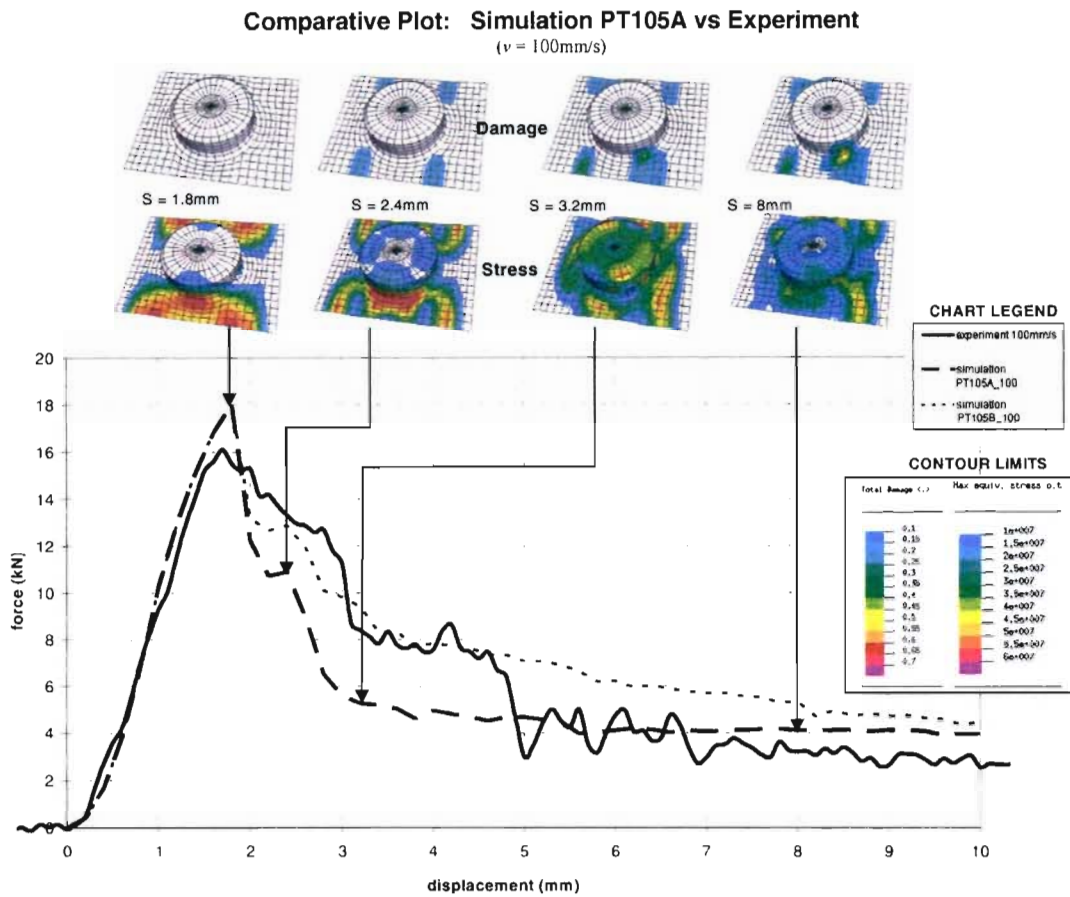 Comparative Plot: Simulation PT105A vs Experiment
(v = 100mm/s)
Damage
S = 1.8mm
S = 2.4mm
S = 3.2mm
S = 8mm
Stress
CHART LEGEND
experiment 100mm/s
simulation
PT105A_100
simulation
PT105B_100
CONTOUR LIMITS
Total Damage (.)
Max equiv. stress o.t
0.1
0.15
0.2
0.25
0.3
0.35
0.4
0.45
0.5
0.55
0.6
0.65
0.7
1e+007
1.5e+007
2e+007
2.5e+007
3e+007
3.5e+007
4e+007
4.5e+007
5e+007
5.5e+007
6e+007
force (kN)
20
18
16
14
12
10
8
6
4
2
0
0 1 2 3 4 5 6 7 8 9 10
displacement (mm)